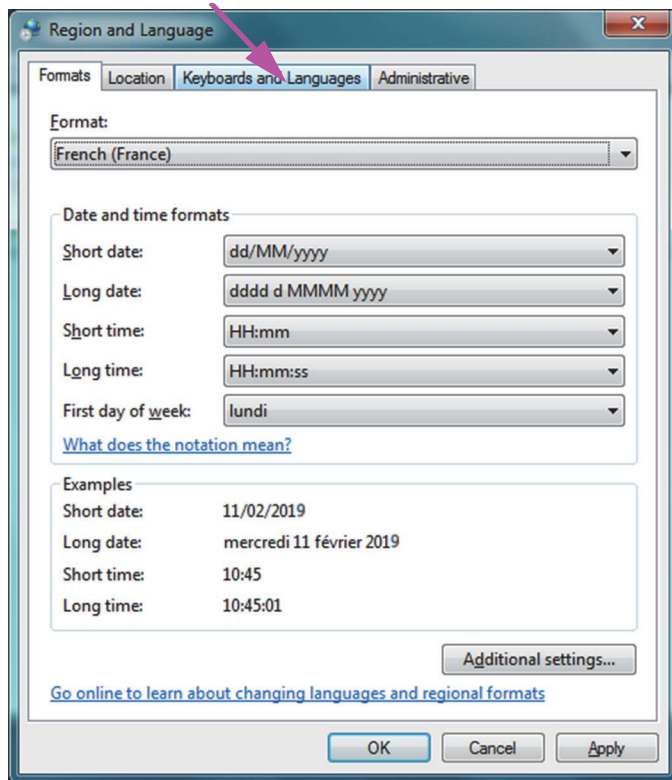 Region and Language
Formats Location Keyboards and Languages Administrative
Format:
French (France)
Date and time formats
Short date: dd/MM/yyyy
Long date: dddd d MMMM yyyy
Short time: HH:mm
Long time: HH:mm:ss
First day of week: lundi
What does the notation mean?
Examples
Short date: 11/02/2019
Long date: mercredi 11 février 2019
Short time: 10:45
Long time: 10:45:01
Additional settings...
Go online to learn about changing languages and regional formats
OK Cancel Apply